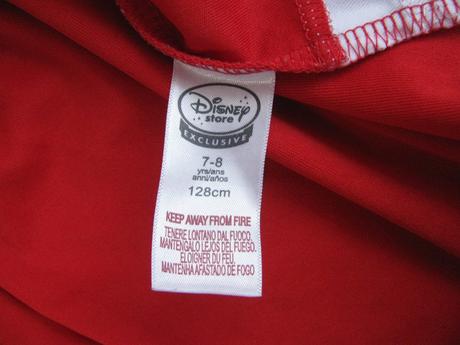 Disney
store
EXCLUSIVE
7-8
yrs/ans
anni/años
128cm
KEEP AWAY FROM FIRE
TENERE LONTANO DAL FUOCO.
MANTENGALO LEJOS DEL FUEGO.
ELOIGNER DU FEU.
MANTENHA AFASTADO DE FOGO